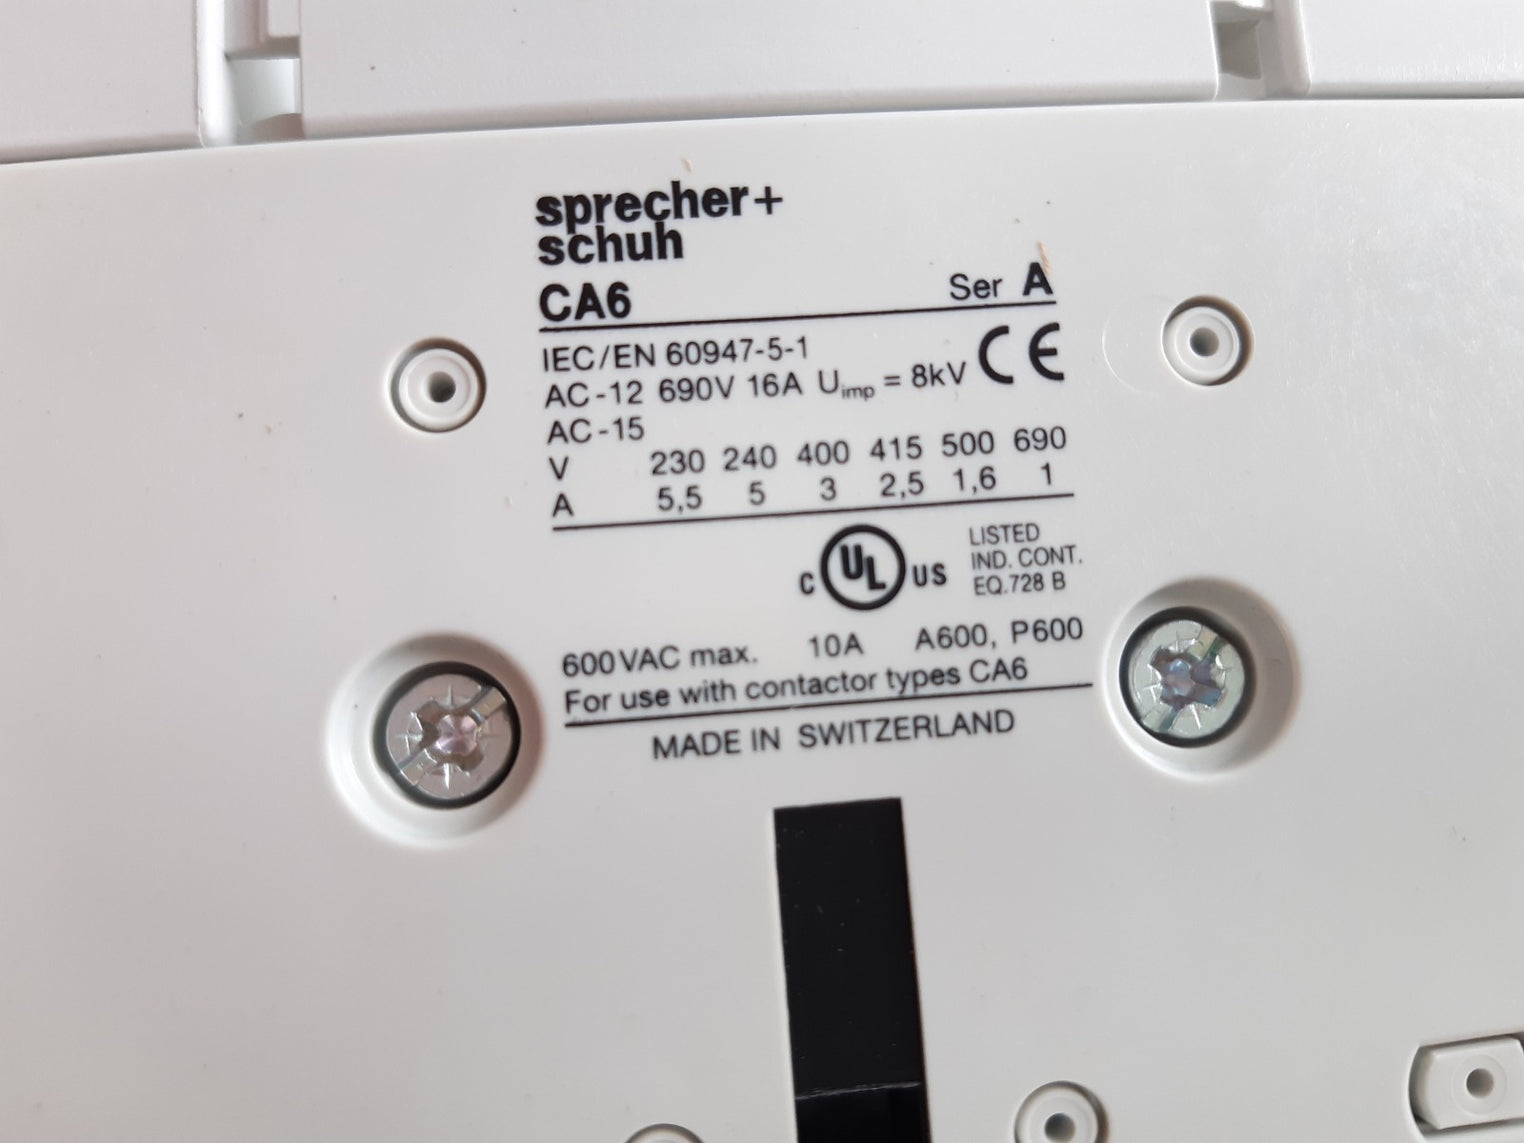 sprecher+
schuh
CA6 Ser A
IEC/EN 60947-5-1
AC-12 690V 16A Uimp = 8kV CE
AC-15
V 230 240 400 415 500 690
A 5,5 5 3 2,5 1,6 1
C UL US LISTED
IND. CONT.
EQ.728 B
600VAC max. 10A A600, P600
For use with contactor types CA6
MADE IN SWITZERLAND